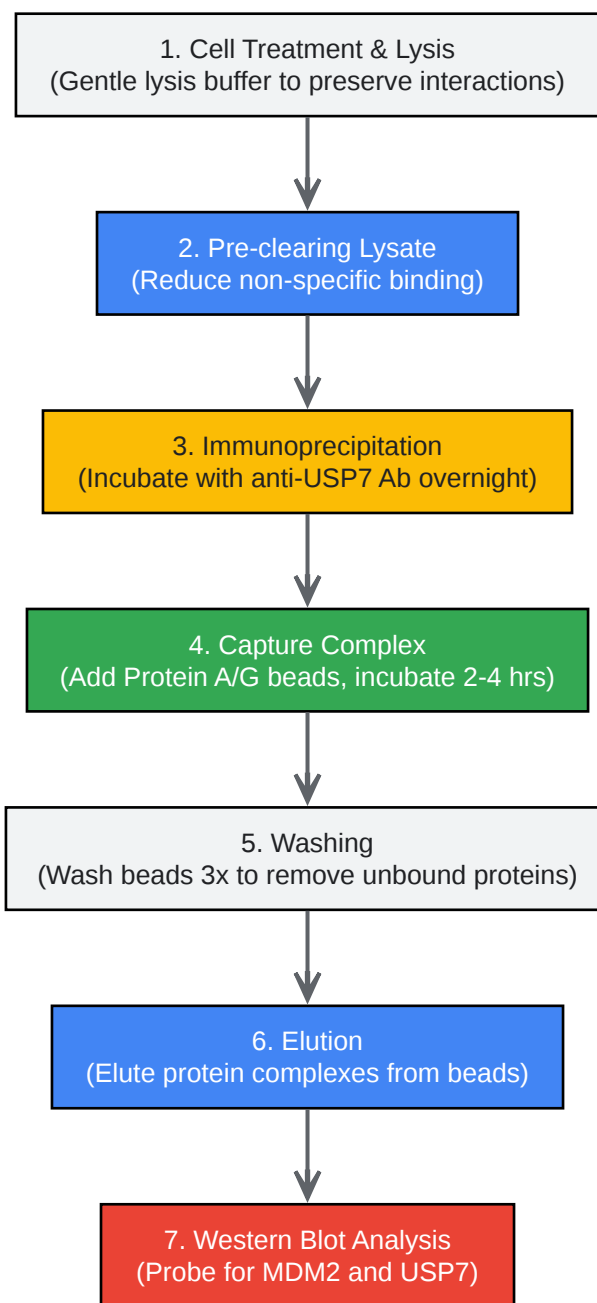 1. Cell Treatment & Lysis
(Gentle lysis buffer to preserve interactions)
2. Pre-clearing Lysate
(Reduce non-specific binding)
3. Immunoprecipitation
(Incubate with anti-USP7 Ab overnight)
4. Capture Complex
(Add Protein A/G beads, incubate 2-4 hrs)
5. Washing
(Wash beads 3x to remove unbound proteins)
6. Elution
(Elute protein complexes from beads)
7. Western Blot Analysis
(Probe for MDM2 and USP7)